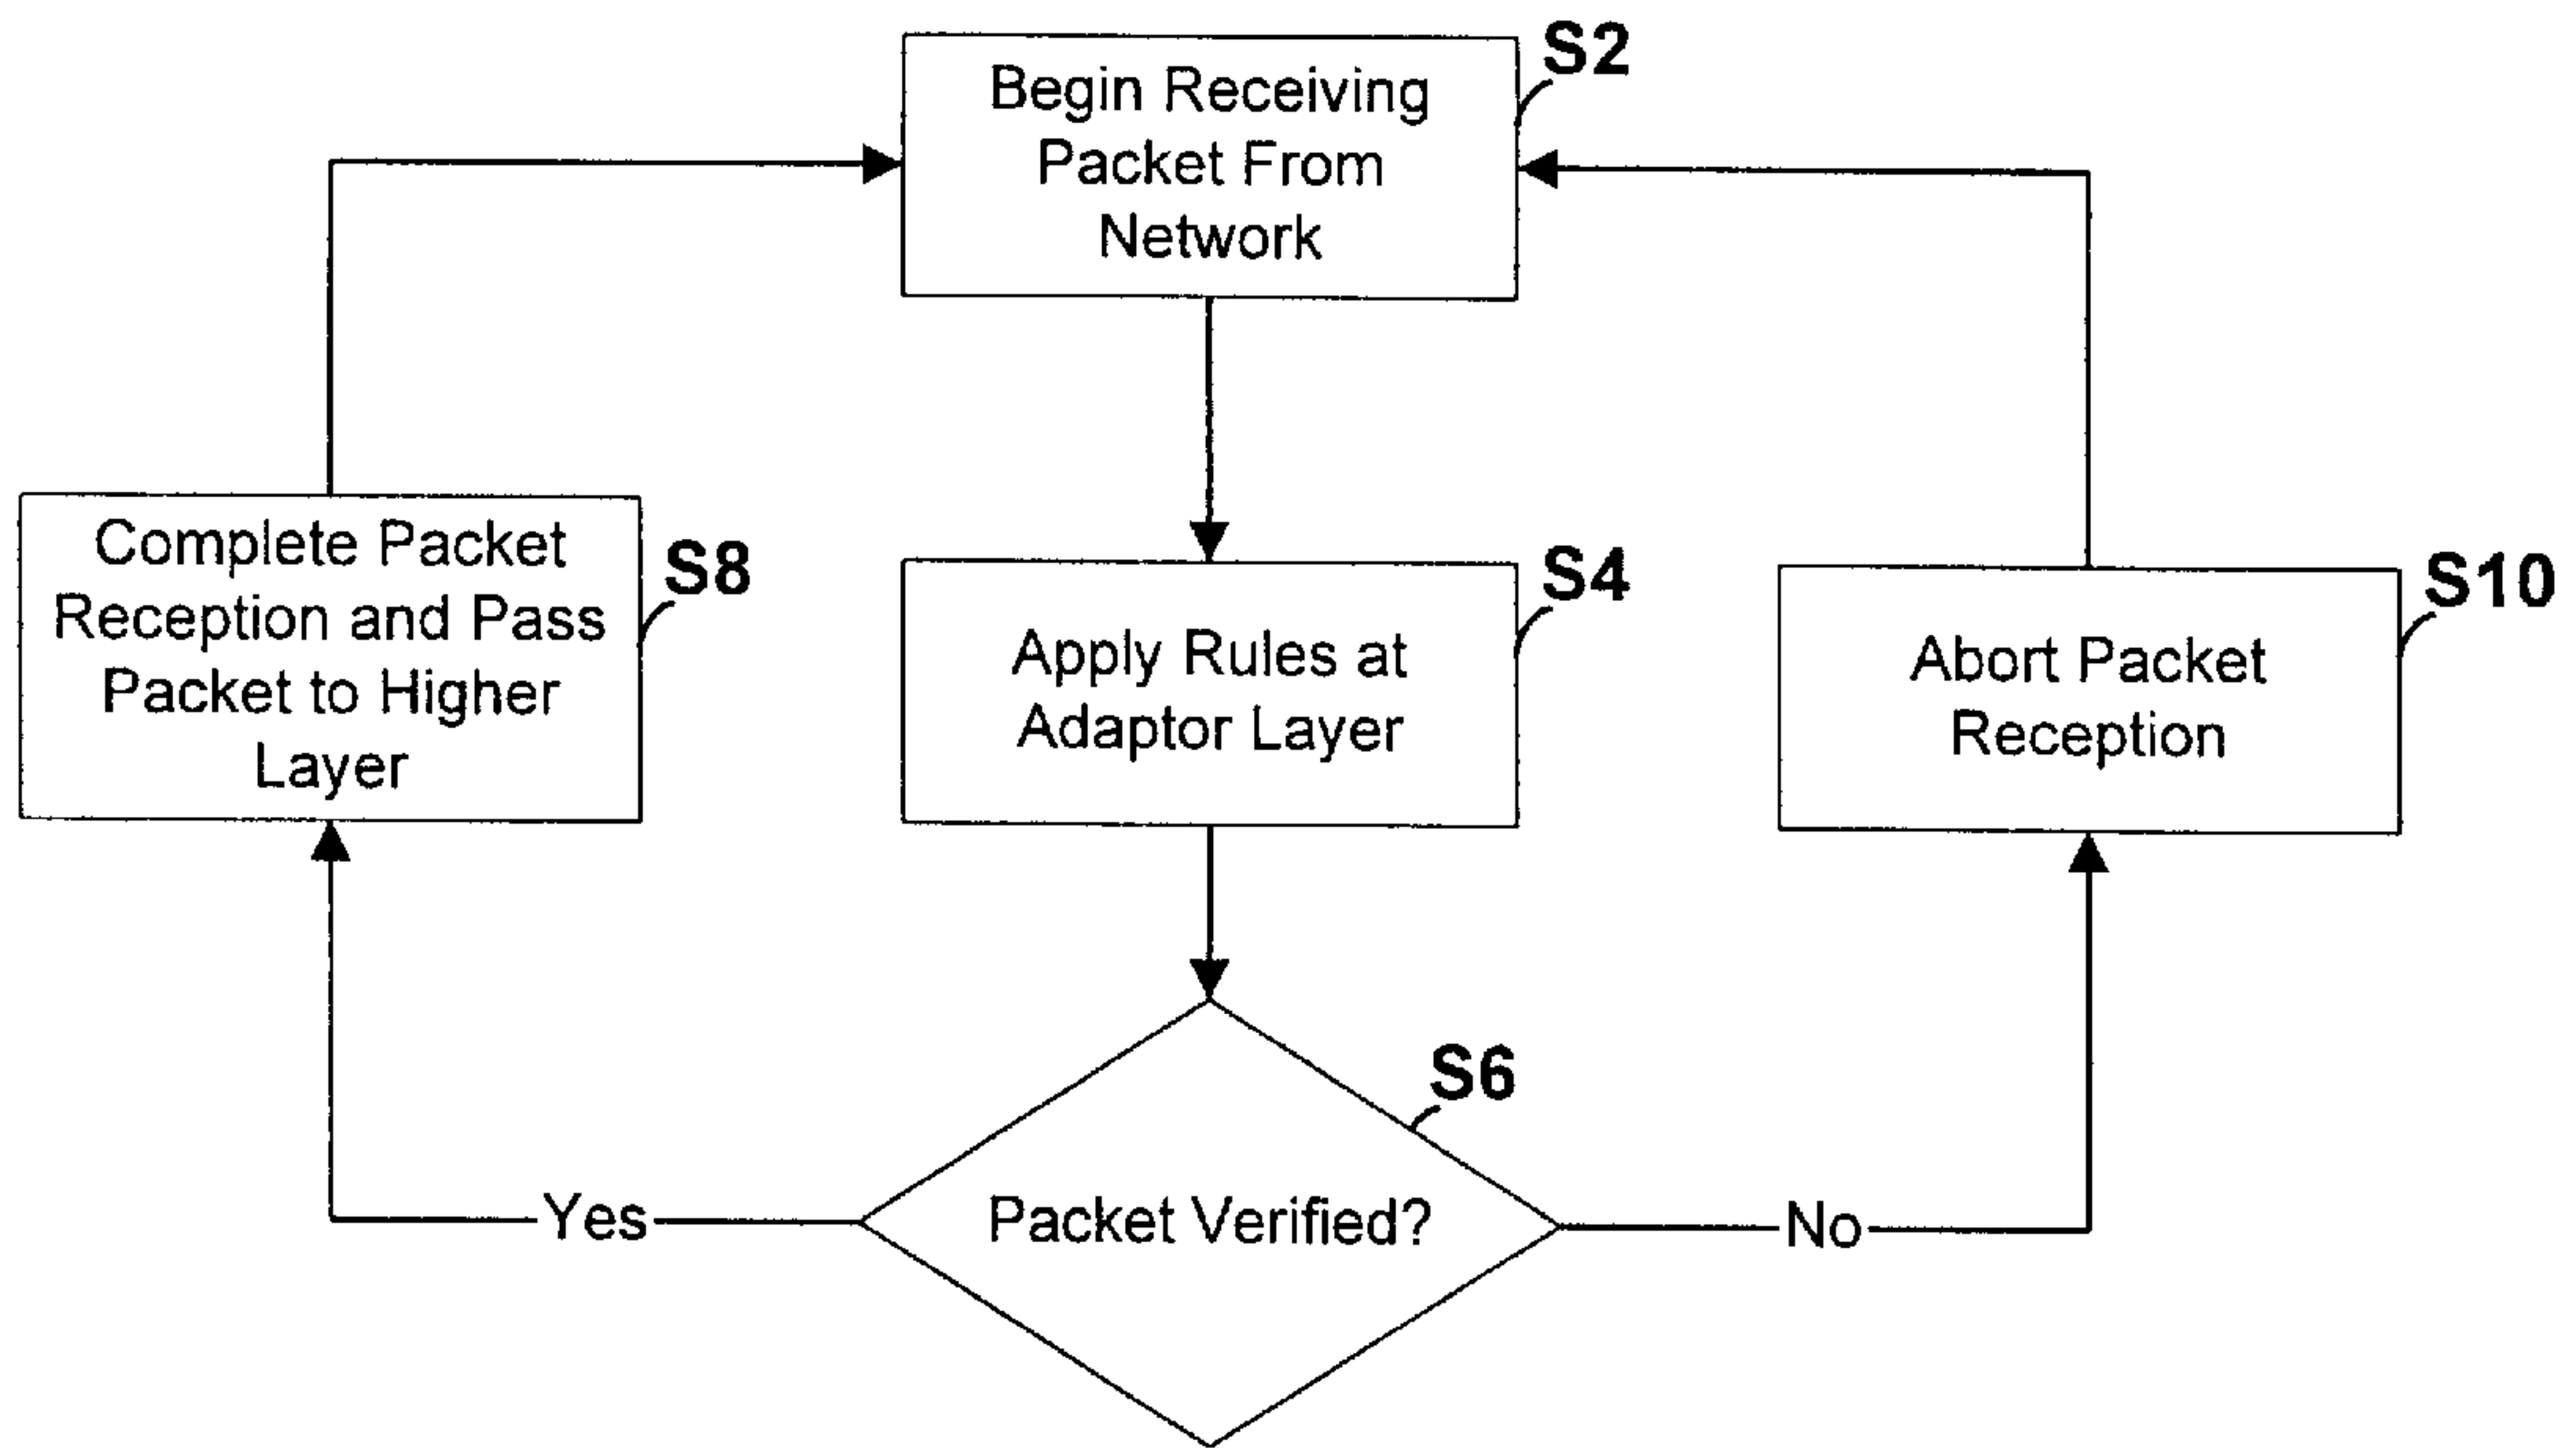 Begin Receiving
Packet From
Network
S2
Complete Packet
Reception and Pass
Packet to Higher
Layer
S8
Apply Rules at
Adaptor Layer
S4
Abort Packet
Reception
S10
Packet Verified?
S6
Yes
No